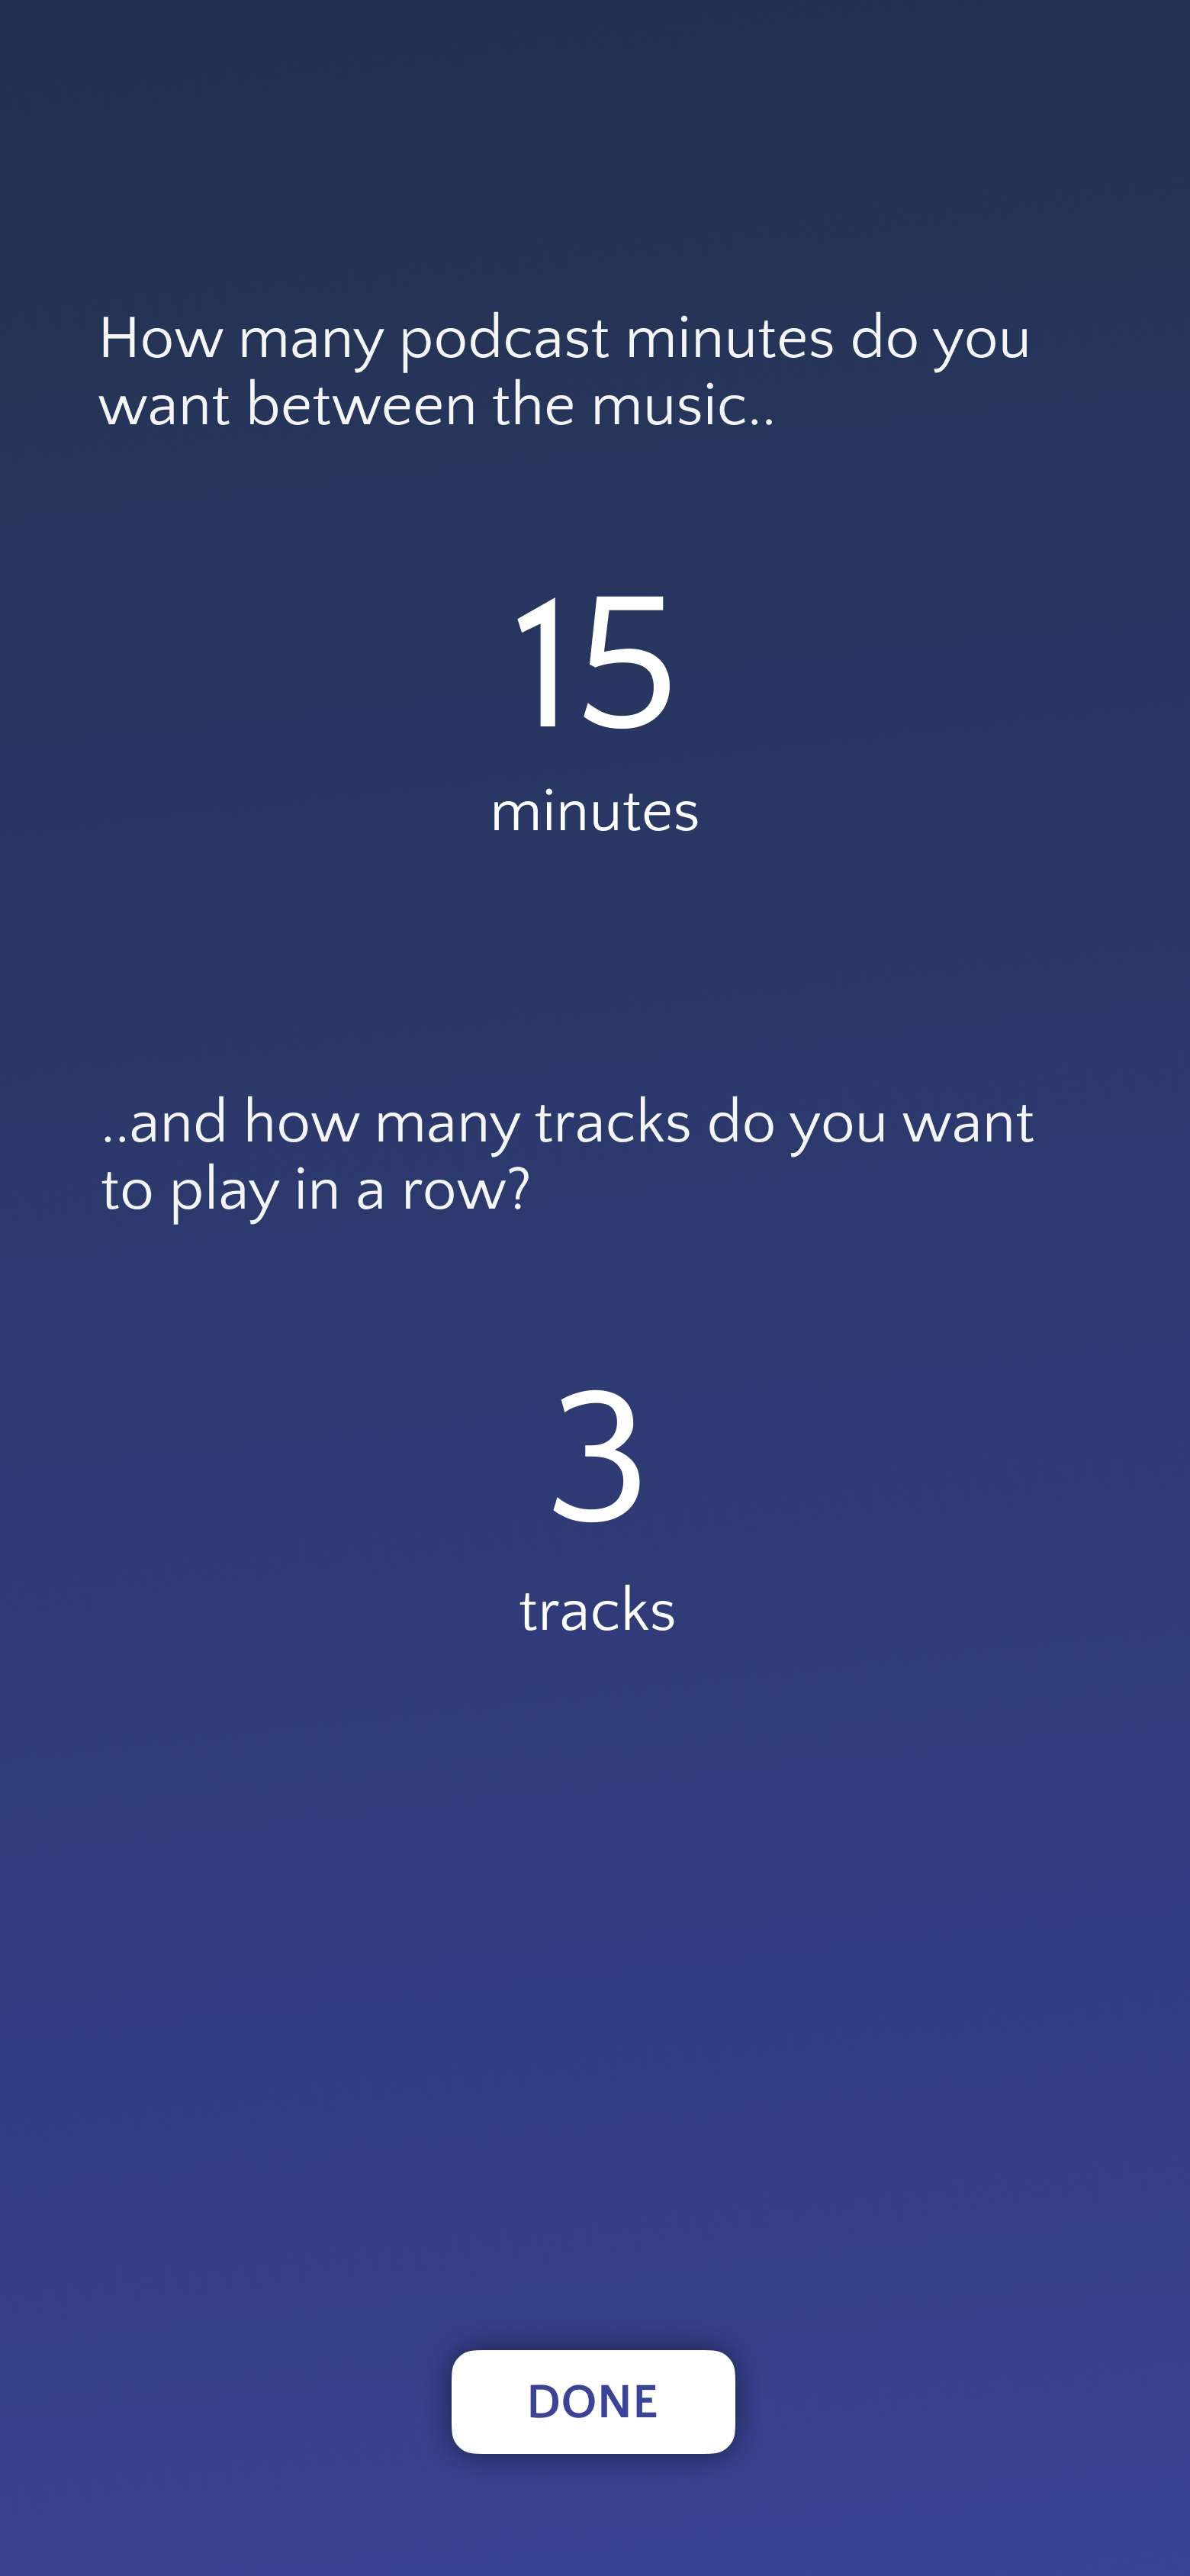 How many podcast minutes do you
want between the music..
15
minutes
..and how many tracks do you want
to play in a row?
3
tracks
DONE